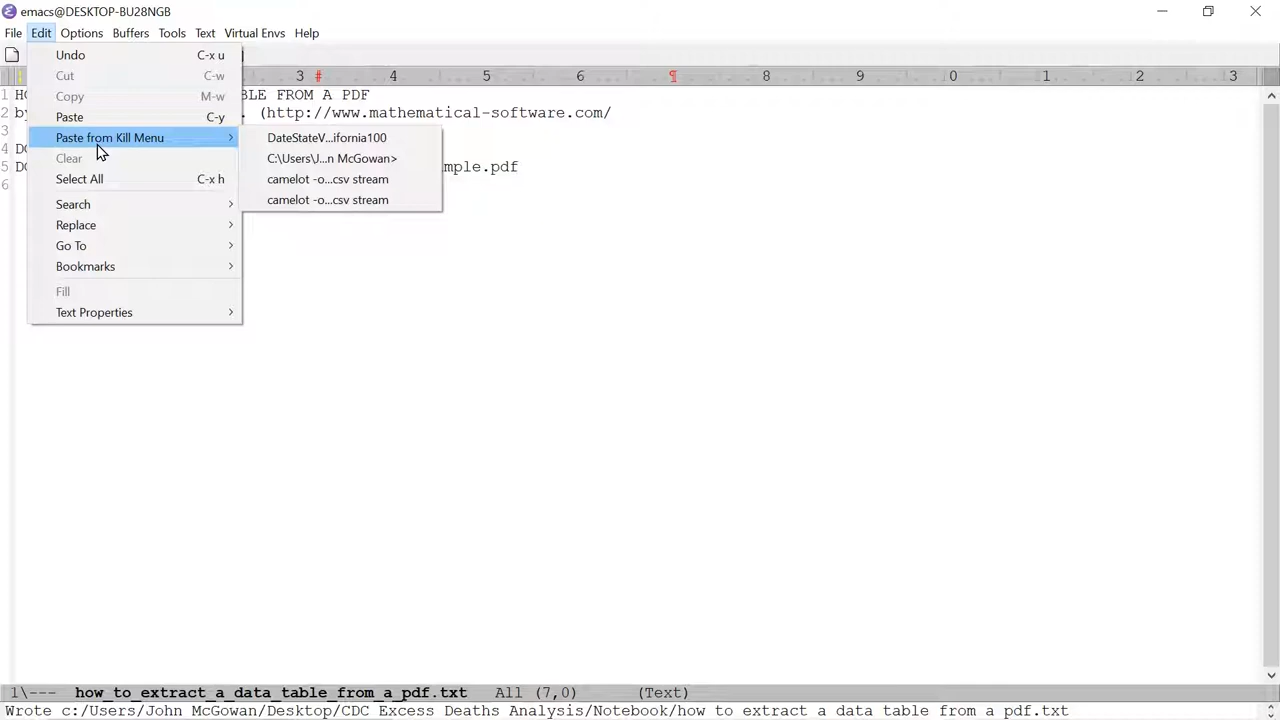 emacs@DESKTOP-BU28NGB
File Edit Options Buffers Tools Text Virtual Envs Help
Undo C-x u
3 # 4 5 6 ¶ 8 9 0 1 2 3
Cut C-w
1 HO BLE FROM A PDF
Copy M-w
2 by . (http://www.mathematical-software.com/
Paste C-y
3
Paste from Kill Menu > DateStateV...ifornia100
4 DO
Clear C:\Users\J...n McGowan>
5 DO mple.pdf
Select All C-x h camelot -o...csv stream
6
camelot -o...csv stream
Search >
Replace >
Go To >
Bookmarks >
Fill
Text Properties >
1\--- how_to_extract_a_data_table_from_a_pdf.txt All (7,0) (Text)
Wrote c:/Users/John McGowan/Desktop/CDC Excess Deaths Analysis/Notebook/how to extract a data table from a pdf.txt